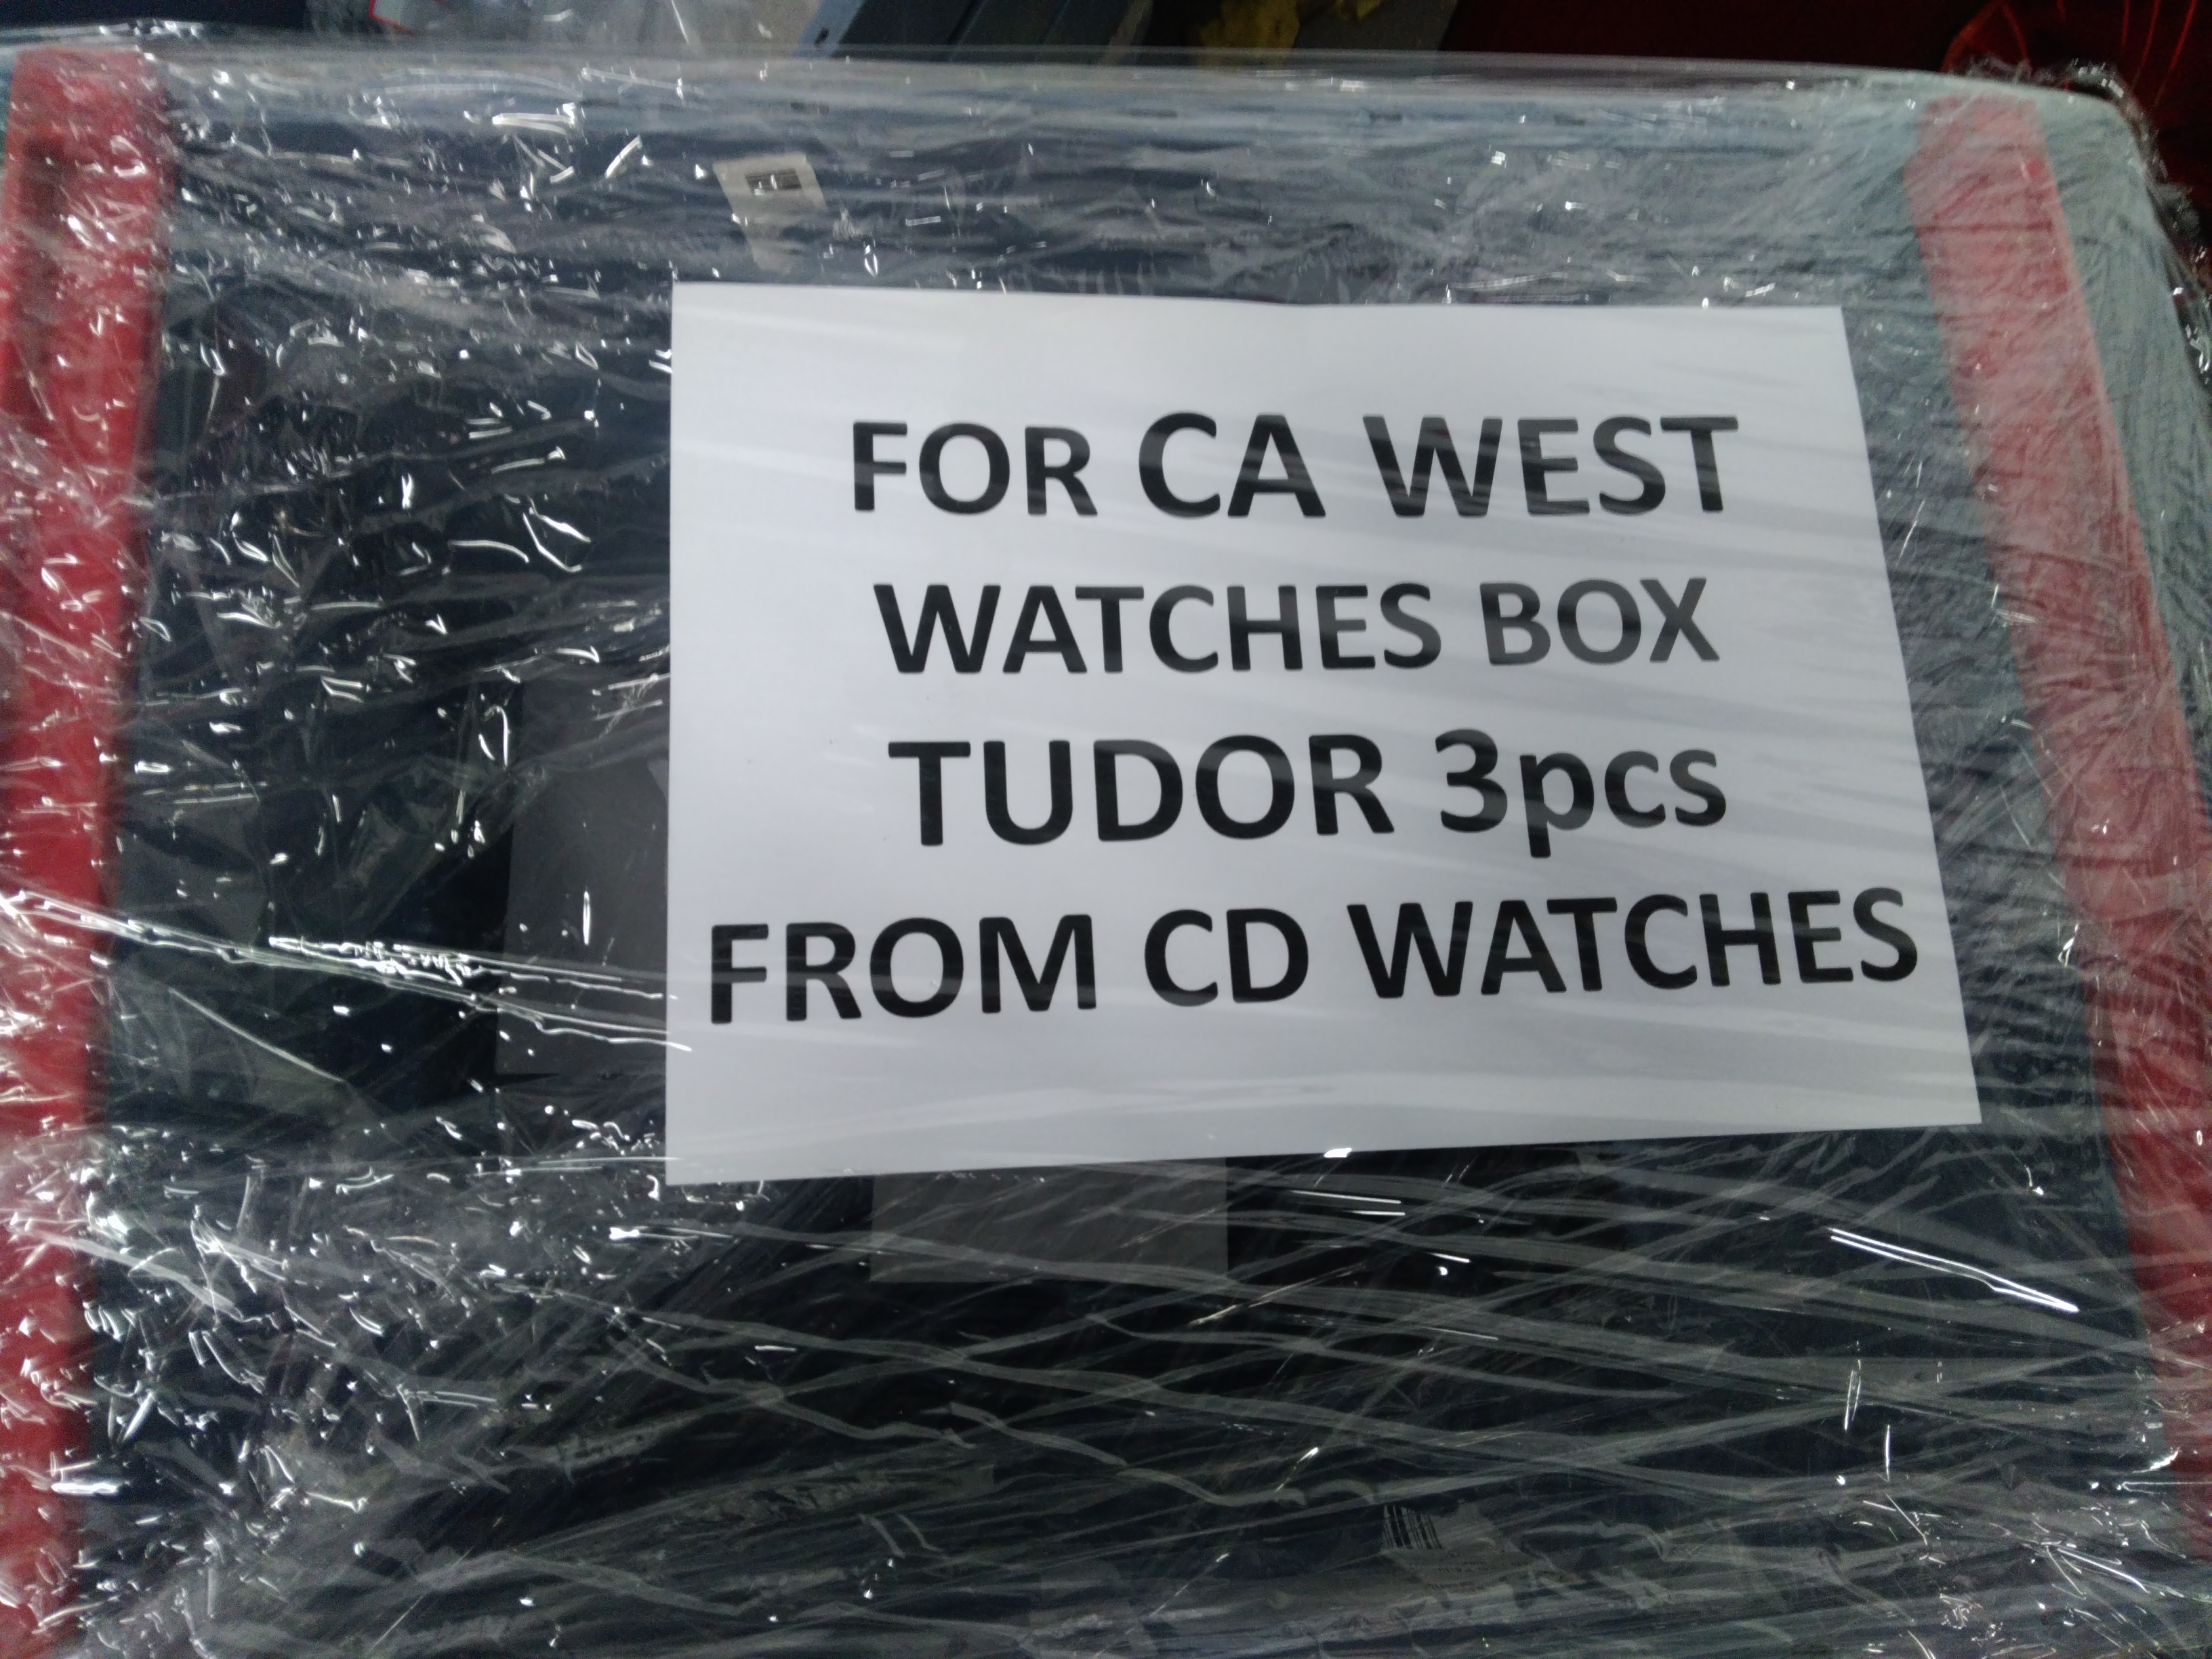 FOR CA WEST
WATCHES BOX
TUDOR 3pcs
FROM CD WATCHES